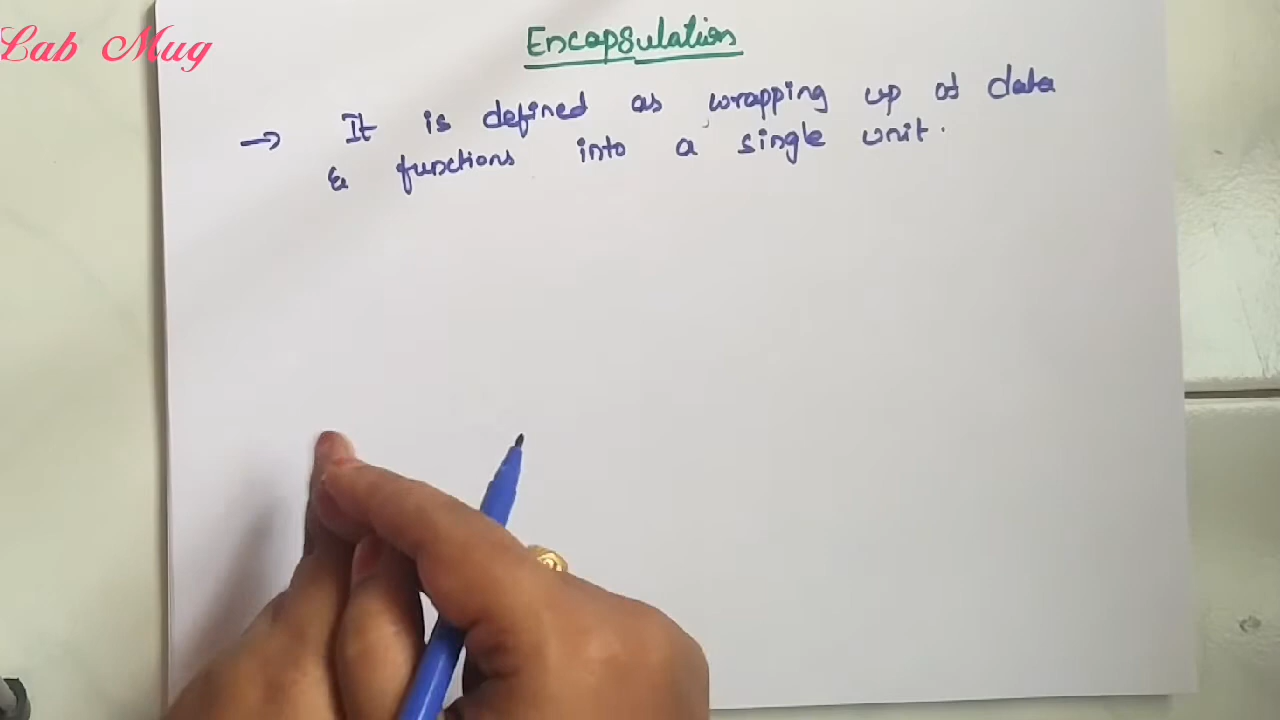 Lab Mug
Encapsulation
→ It is defined as wrapping up of data
& functions into a single unit.